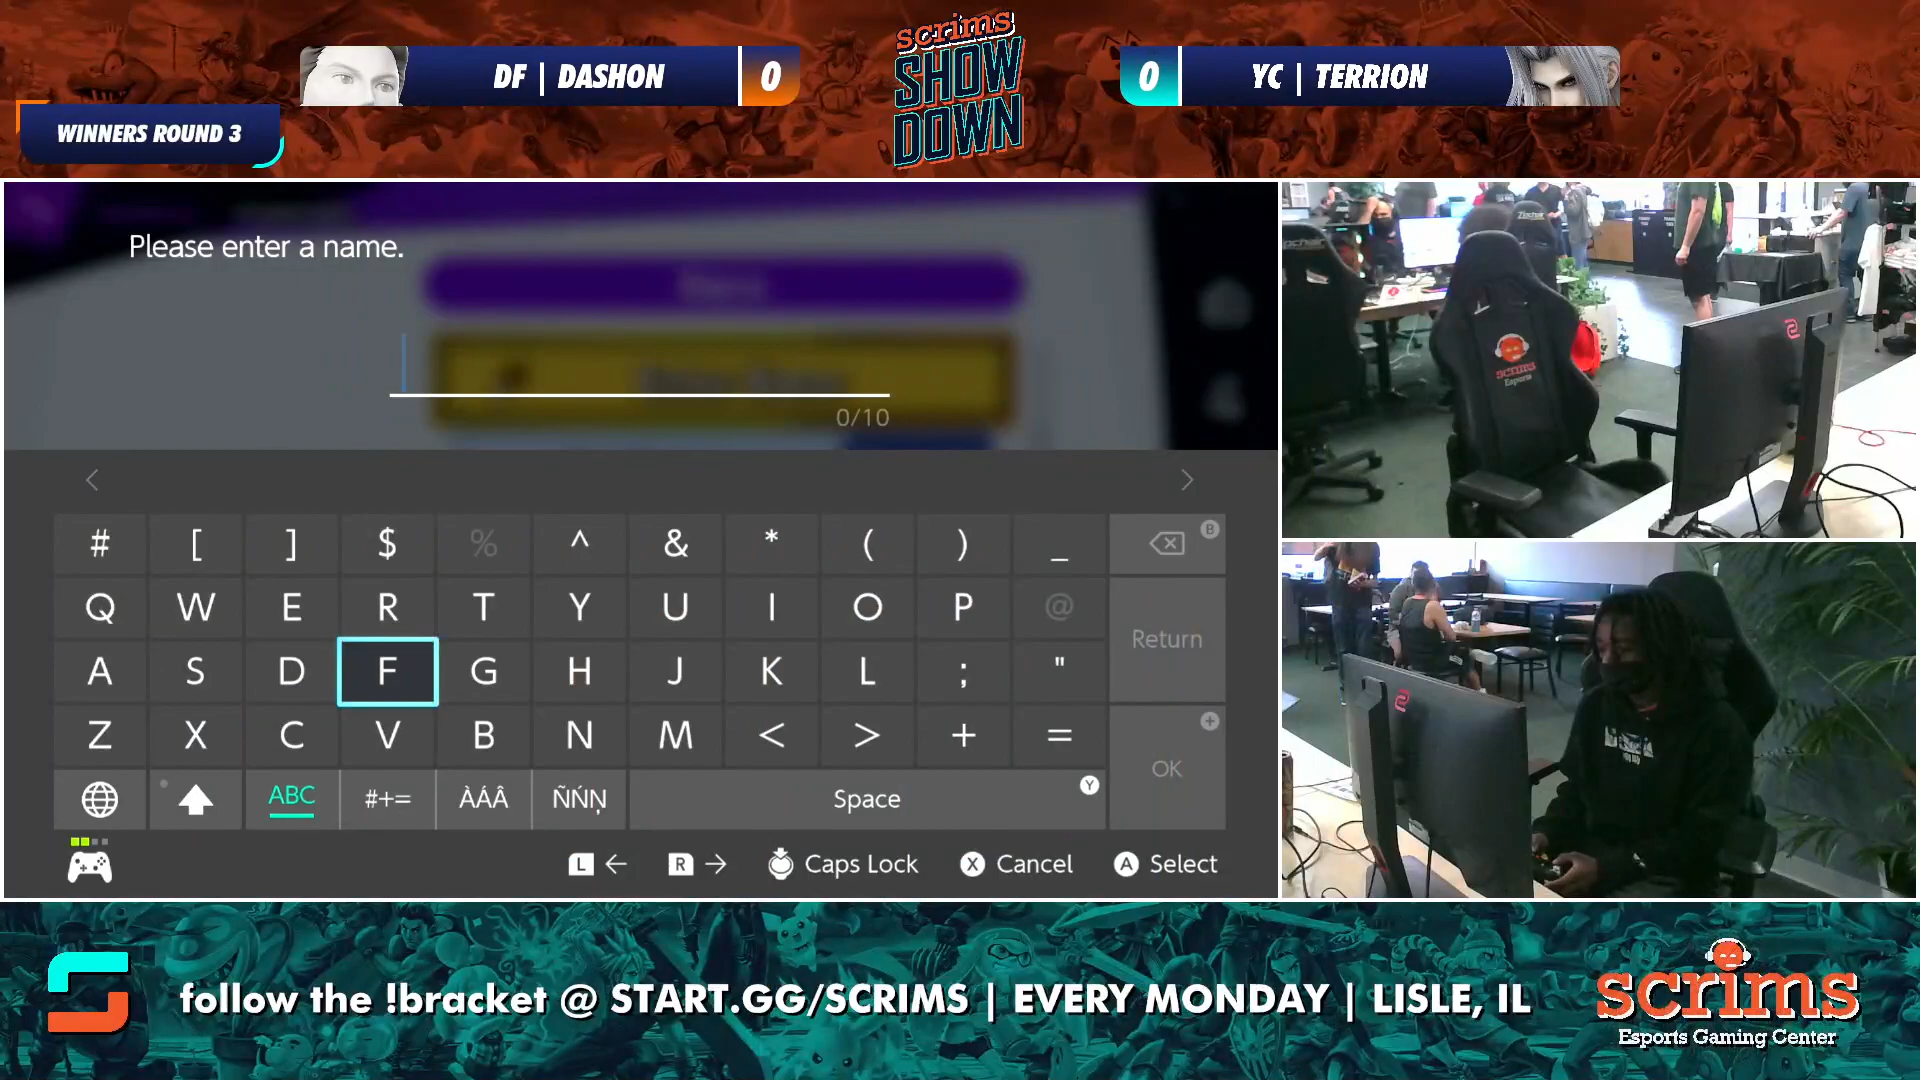 scrims
SHOW
DOWN
DF | DASHON
0
0
YC | TERRION
WINNERS ROUND 3
Please enter a name.
0/10
# [ ] $ % ^ & * ( ) _
B
Q W E R T Y U I O P @
Return
A S D F G H J K L ; "
Z X C V B N M < > + =
OK
ABC #+= ÀÁÂ ÑŃŅ Space
Y
L ← R → Caps Lock X Cancel A Select
scrims
Esports
follow the !bracket @ START.GG/SCRIMS | EVERY MONDAY | LISLE, IL
scrims
Esports Gaming Center